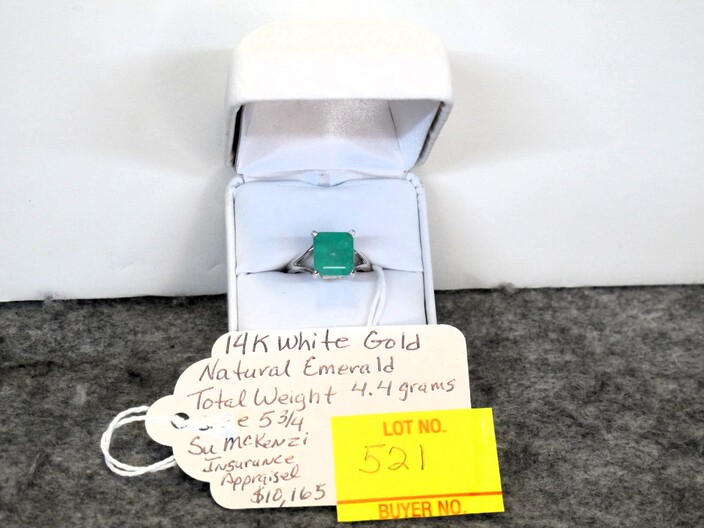 14K White Gold
Natural Emerald
Total Weight 4.4 grams
Size 5 3/4
Su McKenzi
Insurance
Appraisel
$10,165
LOT NO.
521
BUYER NO.